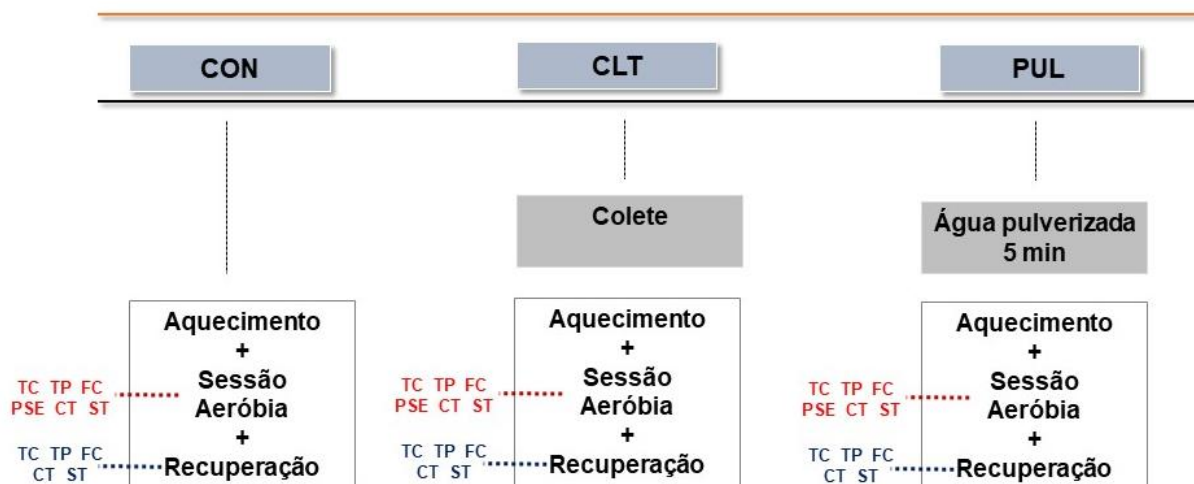 CON
CLT
PUL
Colete
Água pulverizada
5 min
Aquecimento
+
Sessão
Aeróbia
+
Recuperação
TC TP FC
PSE CT ST
TC TP FC
CT ST
Aquecimento
+
Sessão
Aeróbia
+
Recuperação
TC TP FC
PSE CT ST
TC TP FC
CT ST
Aquecimento
+
Sessão
Aeróbia
+
Recuperação
TC TP FC
PSE CT ST
TC TP FC
CT ST